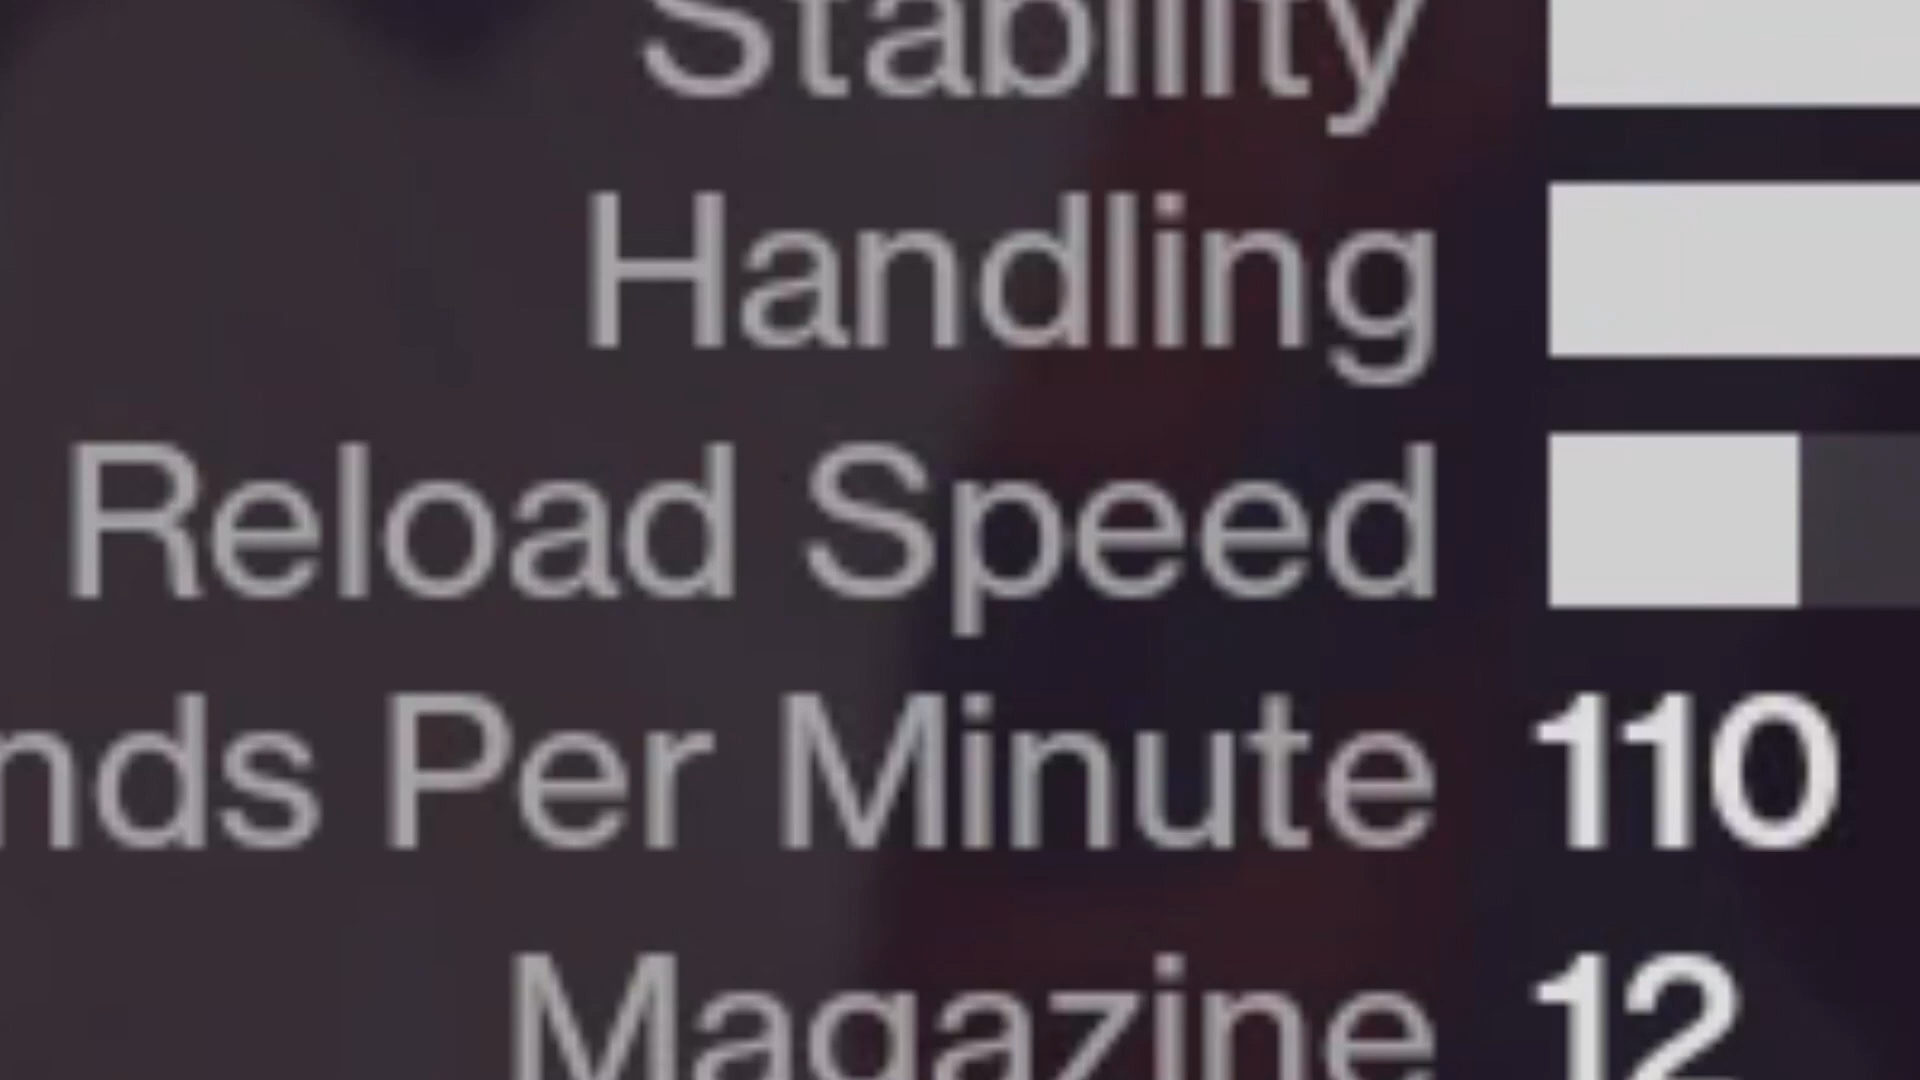 Stability
Handling
Reload Speed
nds Per Minute 110
Magazine 12